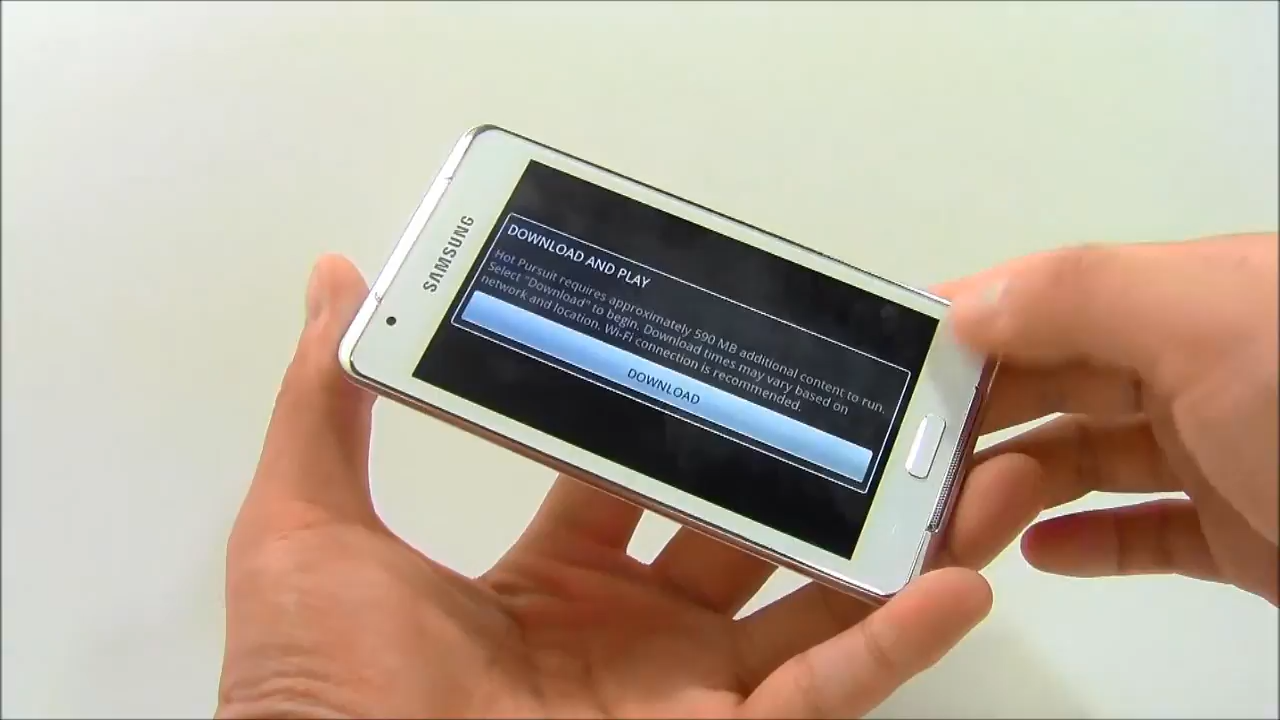 SAMSUNG
DOWNLOAD AND PLAY
Hot Pursuit requires approximately 590 MB additional content to run.
Select "Download" to begin. Download times may vary based on
network and location. Wi-Fi connection is recommended.
DOWNLOAD